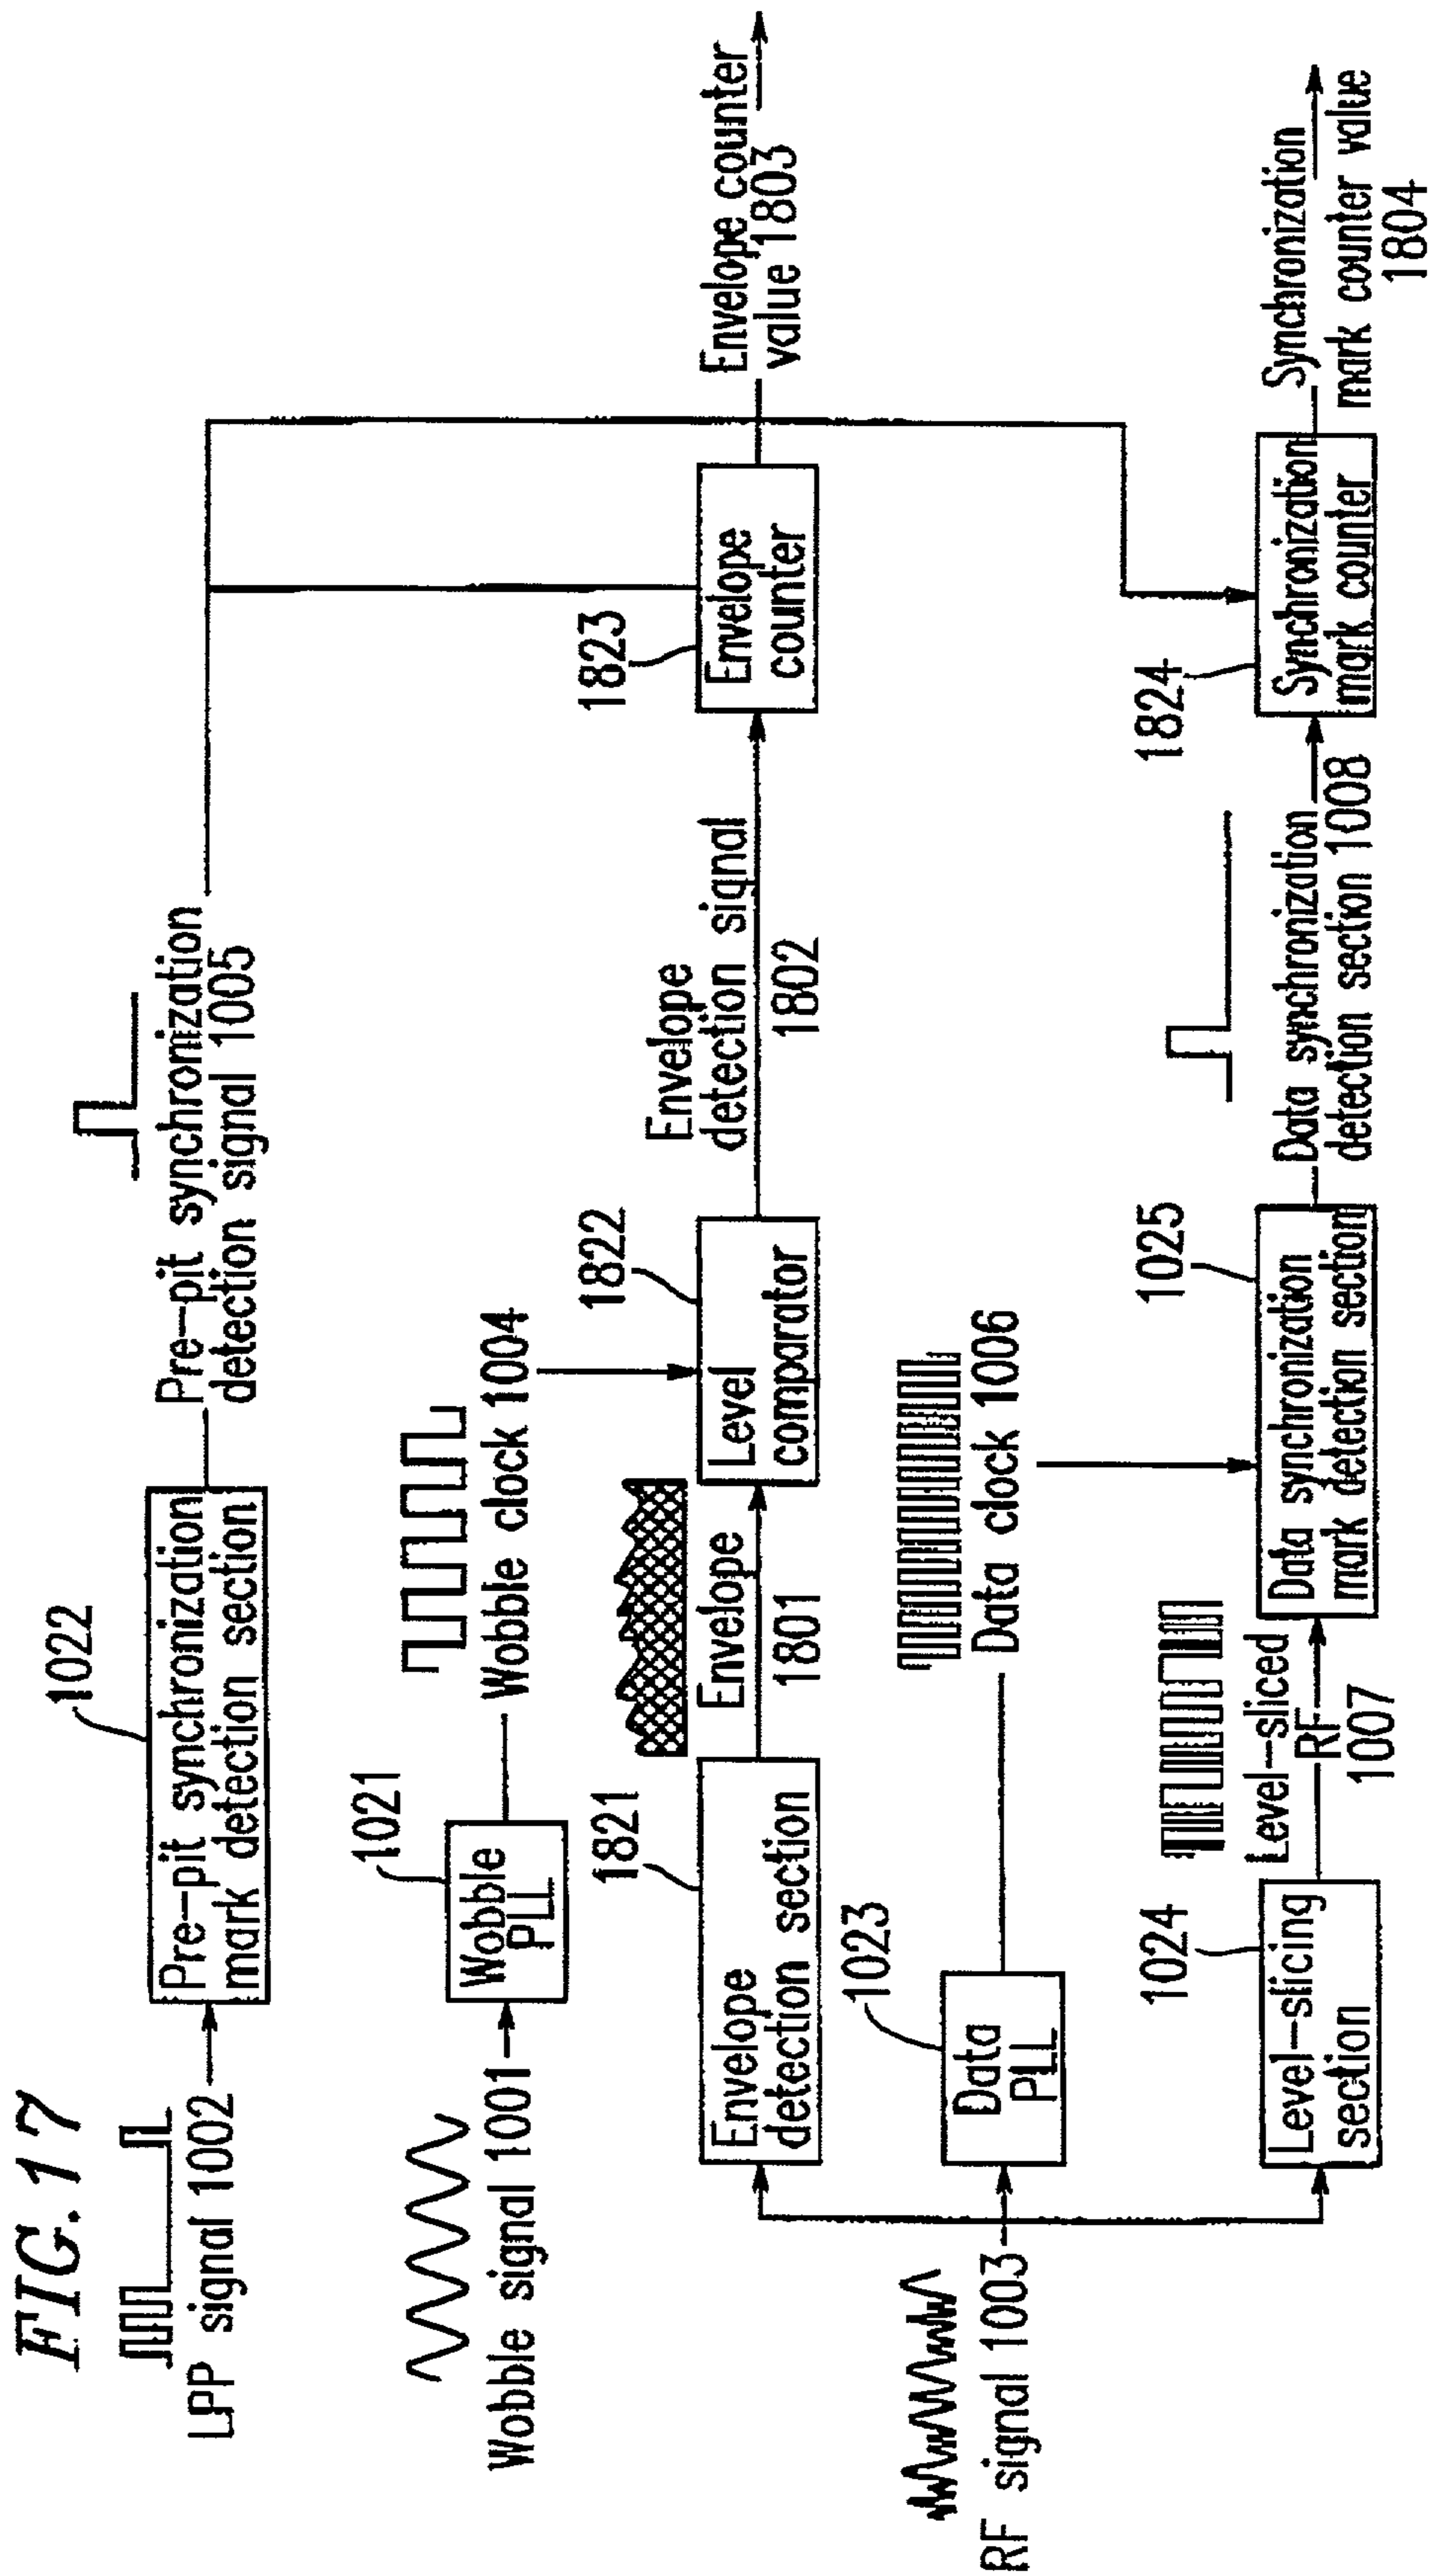 FIG. 17
LPP signal 1002
1022
Pre-pit synchronization
mark detection section
Pre-pit synchronization
detection signal 1005
Wobble signal 1001
1021
Wobble
PLL
Wobble clock 1004
1821
Envelope
detection section
Envelope
1801
1822
Level
comparator
Envelope
detection signal
1802
1823
Envelope
counter
Envelope counter
value 1803
RF signal 1003
1023
Data
PLL
Data clock 1006
1024
Level-slicing
section
Level-sliced
RF
1007
1025
Data synchronization
mark detection section
Data synchronization
detection section 1008
1824
Synchronization
mark counter
Synchronization
mark counter value
1804